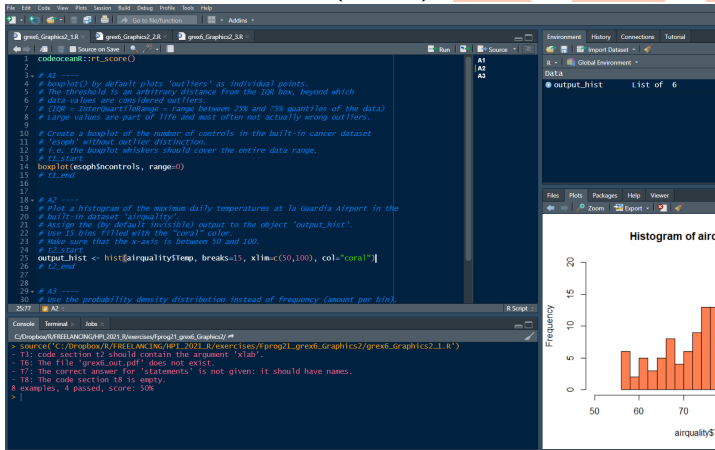 File Edit Code View Plots Session Build Debug Profile Tools Help
Go to file/function Addins
grex6_Graphics2_1.R grex6_Graphics2_2.R grex6_Graphics2_3.R
Source on Save Run Source
1 codeoceanR::rt_score()
2
3 # A1 ----
4 # boxplot() by default plots 'outliers' as individual points.
5 # The threshold is an arbitrary distance from the IQR box, beyond which
6 # data values are considered outliers.
7 # (IQR = InterQuartileRange = range between 25% and 75% quantiles of the data)
8 # Large values are part of life and most often not actually wrong outliers.
9
10 # Create a boxplot of the number of controls in the built-in cancer dataset
11 # 'esoph' without outlier distinction.
12 # i.e. the boxplot whiskers should cover the entire data range.
13 # t1_start
14 boxplot(esoph$ncontrols, range=0)
15 # t1_end
16
17
18 # A2 ----
19 # Plot a histogram of the maximum daily temperatures at la Guardia Airport in the
20 # built-in dataset 'airquality'.
21 # Assign the (by default invisible) output to the object 'output_hist'.
22 # Use 15 bins filled with the "coral" color.
23 # Make sure that the x-axis is between 50 and 100.
24 # t2_start
25 output_hist <- hist(airquality$Temp, breaks=15, xlim=c(50,100), col="coral")
26 # t2_end
27
28
29 # A3 ----
30 # Use the probability density distribution instead of frequency (amount per bin).
25:77 A2 R Script
A1
A2
A3
Console Terminal Jobs
C:/Dropbox/R/FREELANCING/HPI_2021_R/exercises/Fprog21_grex6_Graphics2/
> source('C:/Dropbox/R/FREELANCING/HPI_2021_R/exercises/Fprog21_grex6_Graphics2/grex6_Graphics2_1.R')
- T3: code section t2 should contain the argument 'xlab'.
- T6: The file 'grex6_out.pdf' does not exist.
- T7: The correct answer for 'statements' is not given: it should have names.
- T8: The code section t8 is empty.
8 examples, 4 passed, score: 50%
>
Environment History Connections Tutorial
Import Dataset
R Global Environment
Data
output_hist List of 6
Files Plots Packages Help Viewer
Zoom Export
Histogram of airq
Frequency
20
15
10
5
0
50 60 70
airquality$T